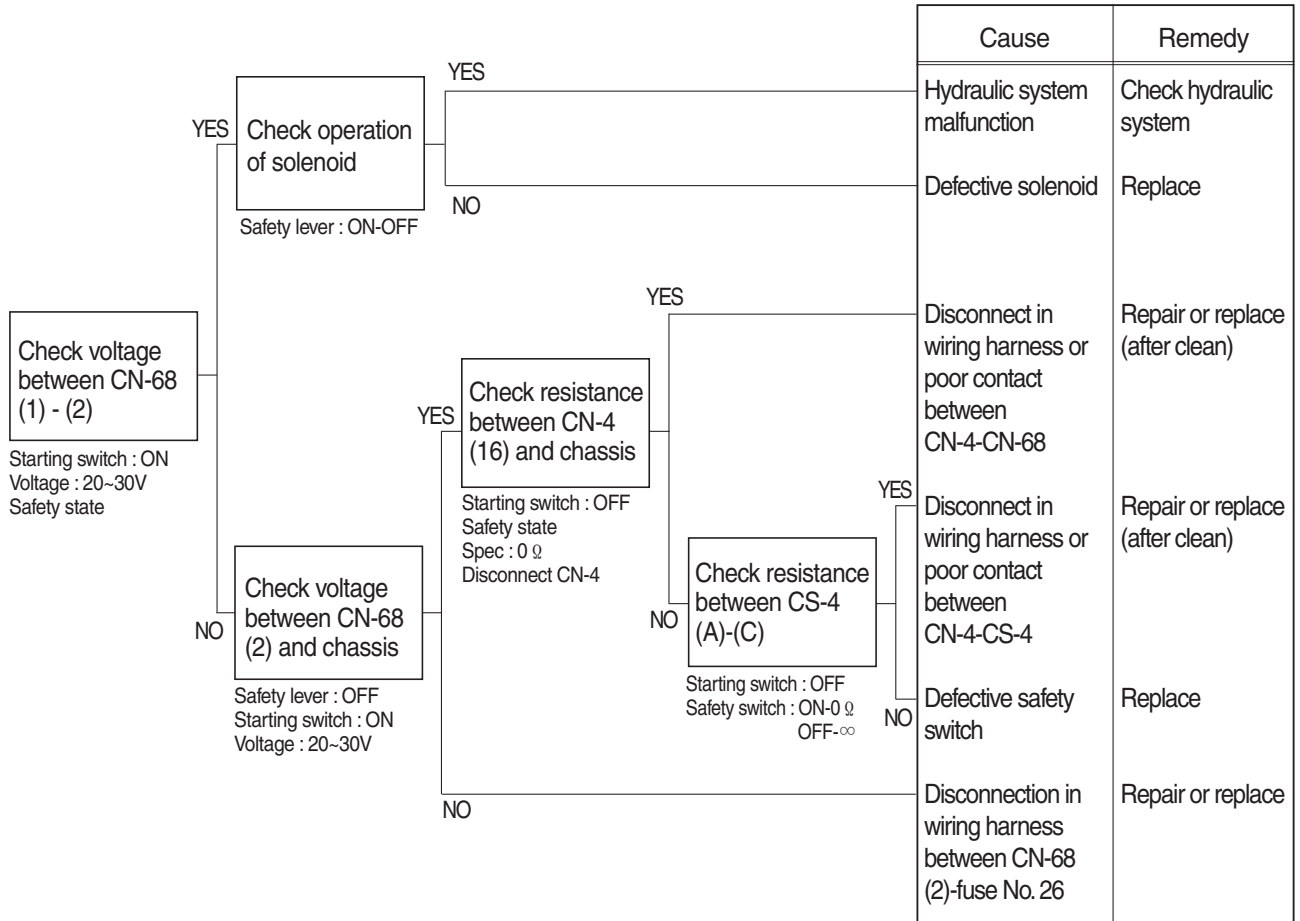 Cause
Remedy
YES
Hydraulic system
malfunction
Check hydraulic
system
YES
Check operation
of solenoid
Defective solenoid
Replace
NO
Safety lever : ON-OFF
YES
Disconnect in
wiring harness or
poor contact
between
CN-4-CN-68
Repair or replace
(after clean)
Check voltage
between CN-68
(1) - (2)
Starting switch : ON
Voltage : 20~30V
Safety state
YES
Check resistance
between CN-4
(16) and chassis
Starting switch : OFF
Safety state
Spec : 0 Ω
Disconnect CN-4
YES
Disconnect in
wiring harness or
poor contact
between
CN-4-CS-4
Repair or replace
(after clean)
NO
Check voltage
between CN-68
(2) and chassis
Safety lever : OFF
Starting switch : ON
Voltage : 20~30V
NO
Check resistance
between CS-4
(A)-(C)
Starting switch : OFF
Safety switch : ON-0 Ω
OFF-∞
NO
Defective safety
switch
Replace
NO
Disconnection in
wiring harness
between CN-68
(2)-fuse No. 26
Repair or replace